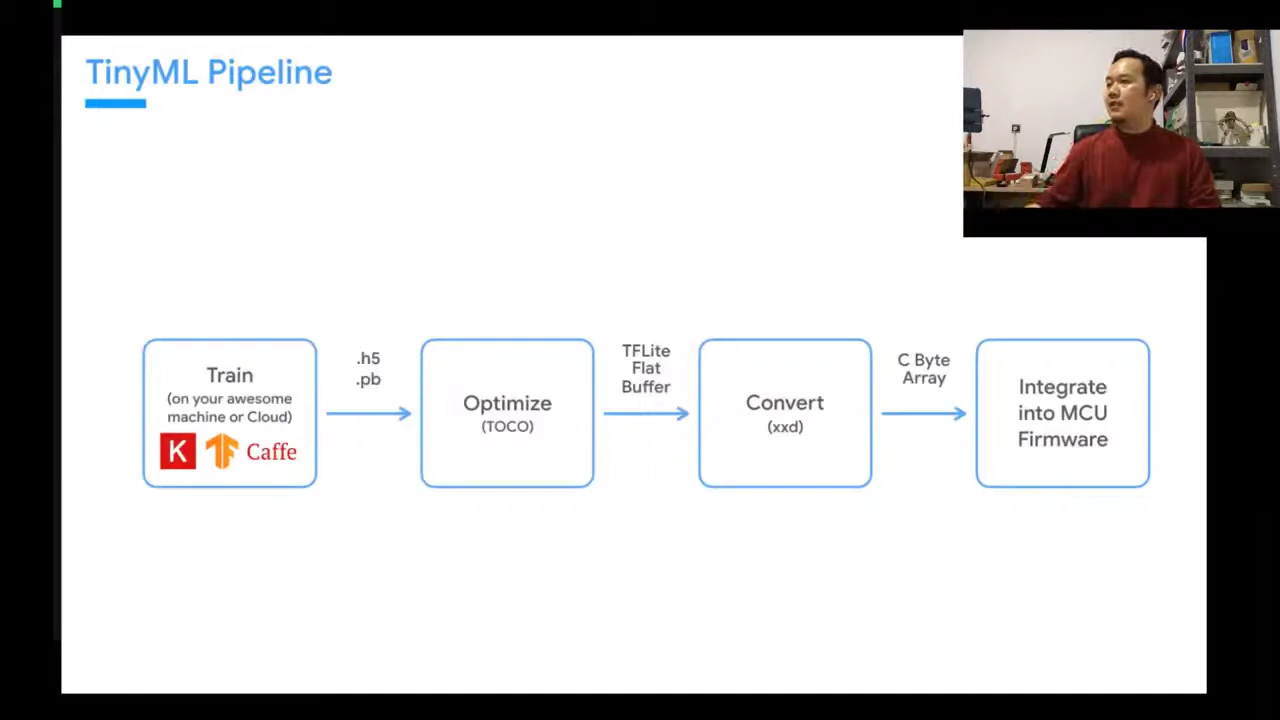 TinyML Pipeline
Train
(on your awesome
machine or Cloud)
K TF Caffe
.h5
.pb
Optimize
(TOCO)
TFLite
Flat
Buffer
Convert
(xxd)
C Byte
Array
Integrate
into MCU
Firmware